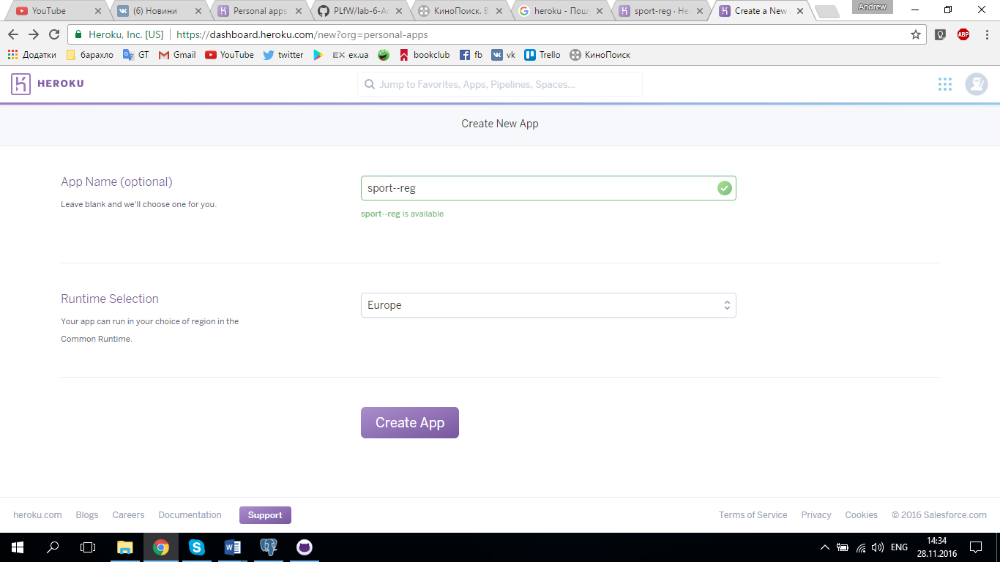 Andrew
YouTube
(6) Новини
Personal apps
PLfW/lab-6-A
КиноПоиск. В
heroku - Пош
sport-reg · He
Create a New
Heroku, Inc. [US] https://dashboard.heroku.com/new?org=personal-apps
ABP
Додатки барахло GT Gmail YouTube twitter EX ex.ua bookclub fb vk Trello КиноПоиск
HEROKU
Jump to Favorites, Apps, Pipelines, Spaces...
Create New App
App Name (optional)
Leave blank and we'll choose one for you.
sport--reg
sport--reg is available
Runtime Selection
Your app can run in your choice of region in the
Common Runtime.
Europe
Create App
heroku.com Blogs Careers Documentation Support Terms of Service Privacy Cookies © 2016 Salesforce.com
ENG
14:34
28.11.2016